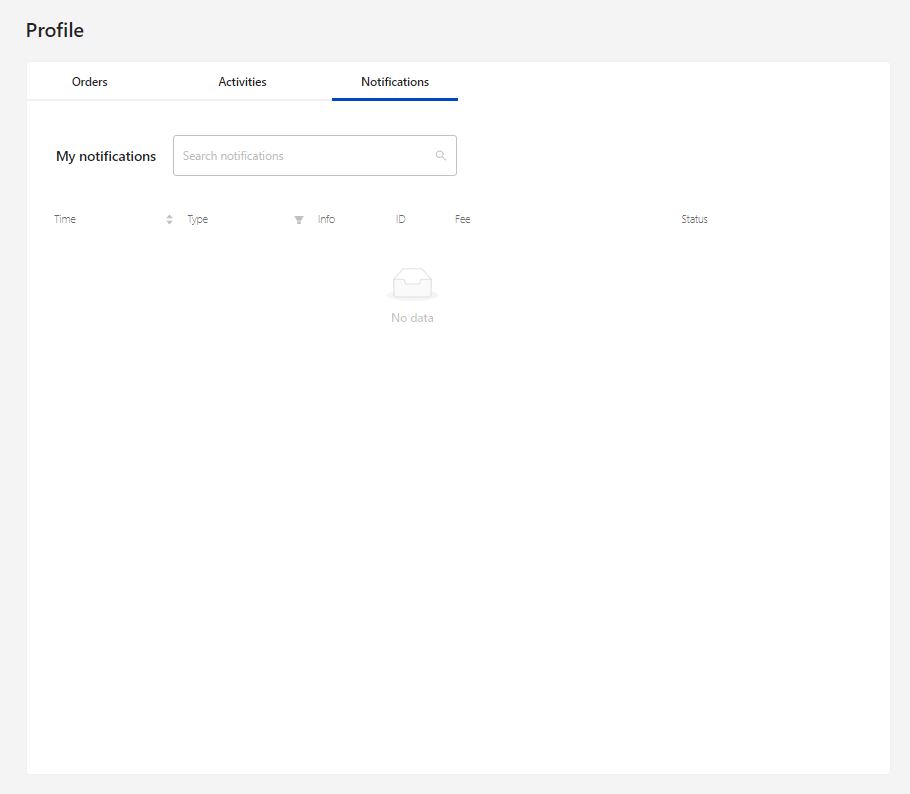 Profile
Orders Activities Notifications
My notifications Search notifications
Time Type Info ID Fee Status
No data